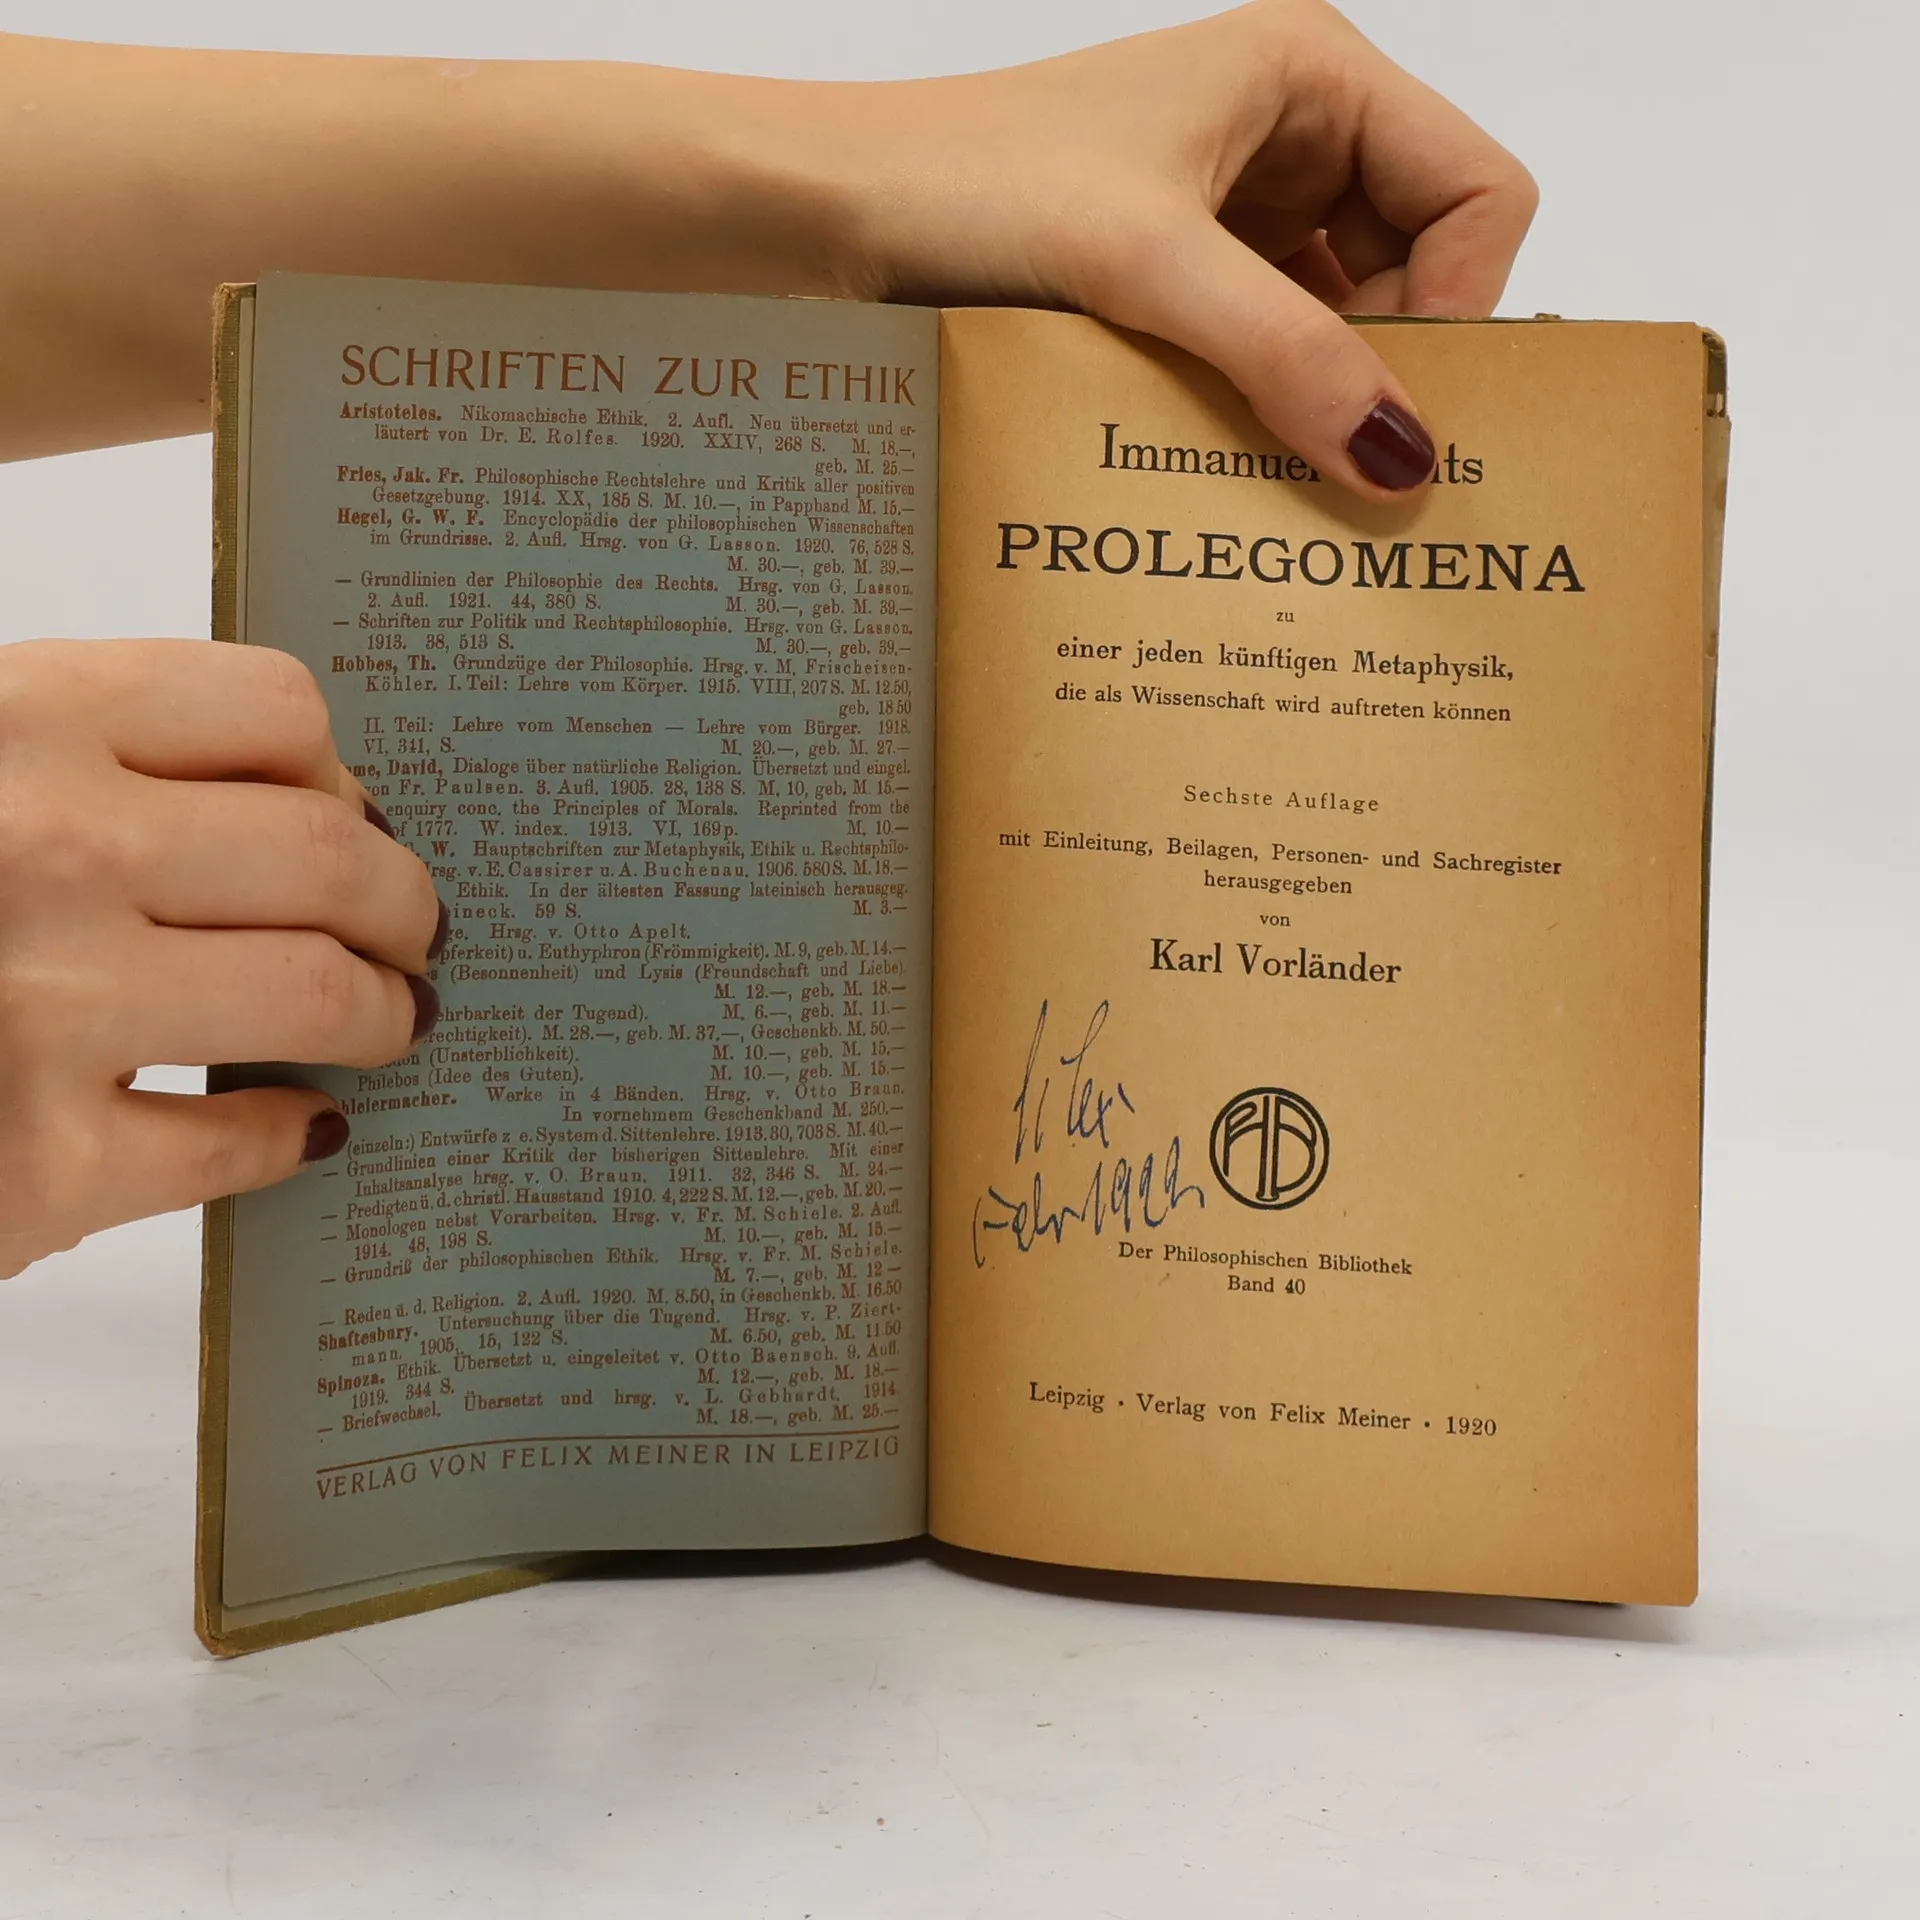 SCHRIFTEN ZUR ETHIK
Aristoteles. Nikomachische Ethik. 2. Aufl. Neu übersetzt und er-
läutert von Dr. E. Rolfes. 1920. XXIV, 268 S. M. 18.—,
geb. M. 25.—
Fries, Jak. Fr. Philosophische Rechtslehre und Kritik aller positiven
Gesetzgebung. 1914. XX, 185 S. M. 10.—, in Pappband M. 15.—
Hegel, G. W. F. Encyclopädie der philosophischen Wissenschaften
im Grundrisse. 2. Aufl. Hrsg. von G. Lasson. 1920. 76, 528 S.
M. 30.—, geb. M. 39.—
— Grundlinien der Philosophie des Rechts. Hrsg. von G. Lasson.
2. Aufl. 1921. 44, 380 S. M. 30.—, geb. M. 39.—
— Schriften zur Politik und Rechtsphilosophie. Hrsg. von G. Lasson.
1913. 38, 513 S. M. 30.—, geb. 39.—
Hobbes, Th. Grundzüge der Philosophie. Hrsg. v. M. Frischeisen-
Köhler. I. Teil: Lehre vom Körper. 1915. VIII, 207 S. M. 12.50,
geb. 18 50
II. Teil: Lehre vom Menschen — Lehre vom Bürger. 1918.
VI, 341, S. M. 20.—, geb. M. 27.—
me, David, Dialoge über natürliche Religion. Übersetzt und eingel.
von Fr. Paulsen. 3. Aufl. 1905. 28, 138 S. M. 10, geb. M. 15.—
enquiry conc. the Principles of Morals. Reprinted from the
of 1777. W. index. 1913. VI, 169 p. M. 10.—
W. Hauptschriften zur Metaphysik, Ethik u. Rechtsphilo-
rsg. v. E. Cassirer u. A. Buchenau. 1906. 580 S. M. 18.—
Ethik. In der ältesten Fassung lateinisch herausgeg.
ineck. 59 S. M. 3.—
ge. Hrsg. v. Otto Apelt.
pferkeit) u. Euthyphron (Frömmigkeit). M. 9, geb. M. 14.—
(Besonnenheit) und Lysis (Freundschaft und Liebe).
M. 12.—, geb. M. 18.—
ehrbarkeit der Tugend). M. 6.—, geb. M. 11.—
rechtigkeit). M. 28.—, geb. M. 37.—, Geschenkb. M. 50.—
(Unsterblichkeit). M. 10.—, geb. M. 15.—
Philebos (Idee des Guten). M. 10.—, geb. M. 15.—
hleiermacher. Werke in 4 Bänden. Hrsg. v. Otto Braun.
In vornehmem Geschenkband M. 250.—
(einzeln:) Entwürfe z e. System d. Sittenlehre. 1913. 30, 703 S. M. 40.—
— Grundlinien einer Kritik der bisherigen Sittenlehre. Mit einer
Inhaltsanalyse hrsg. v. O. Braun. 1911. 32, 346 S. M. 24.—
— Predigten ü. d. christl. Hausstand 1910. 4, 222 S. M. 12.—, geb. M. 20.—
— Monologen nebst Vorarbeiten. Hrsg. v. Fr. M. Schiele. 2. Aufl.
1914. 48, 198 S. M. 10.—, geb. M. 15.—
— Grundriß der philosophischen Ethik. Hrsg. v. Fr. M. Schiele.
M. 7.—, geb. M. 12 —
— Reden ü. d. Religion. 2. Aufl. 1920. M. 8.50, in Geschenkb. M. 16.50
Shaftesbury. Untersuchung über die Tugend. Hrsg. v. P. Ziert-
mann. 1905. 15, 122 S. M. 6.50, geb. M. 11.50
Spinoza. Ethik. Übersetzt u. eingeleitet v. Otto Baensch. 9. Aufl.
1919. 344 S. M. 12.—, geb. M. 18.—
— Briefwechsel. Übersetzt und hrsg. v. L. Gebhardt. 1914.
M. 18.—, geb. M. 25.—
VERLAG VON FELIX MEINER IN LEIPZIG
Immanuel ts
PROLEGOMENA
zu
einer jeden künftigen Metaphysik,
die als Wissenschaft wird auftreten können
Sechste Auflage
mit Einleitung, Beilagen, Personen- und Sachregister
herausgegeben
von
Karl Vorländer
1922
Der Philosophischen Bibliothek
Band 40
Leipzig · Verlag von Felix Meiner · 1920